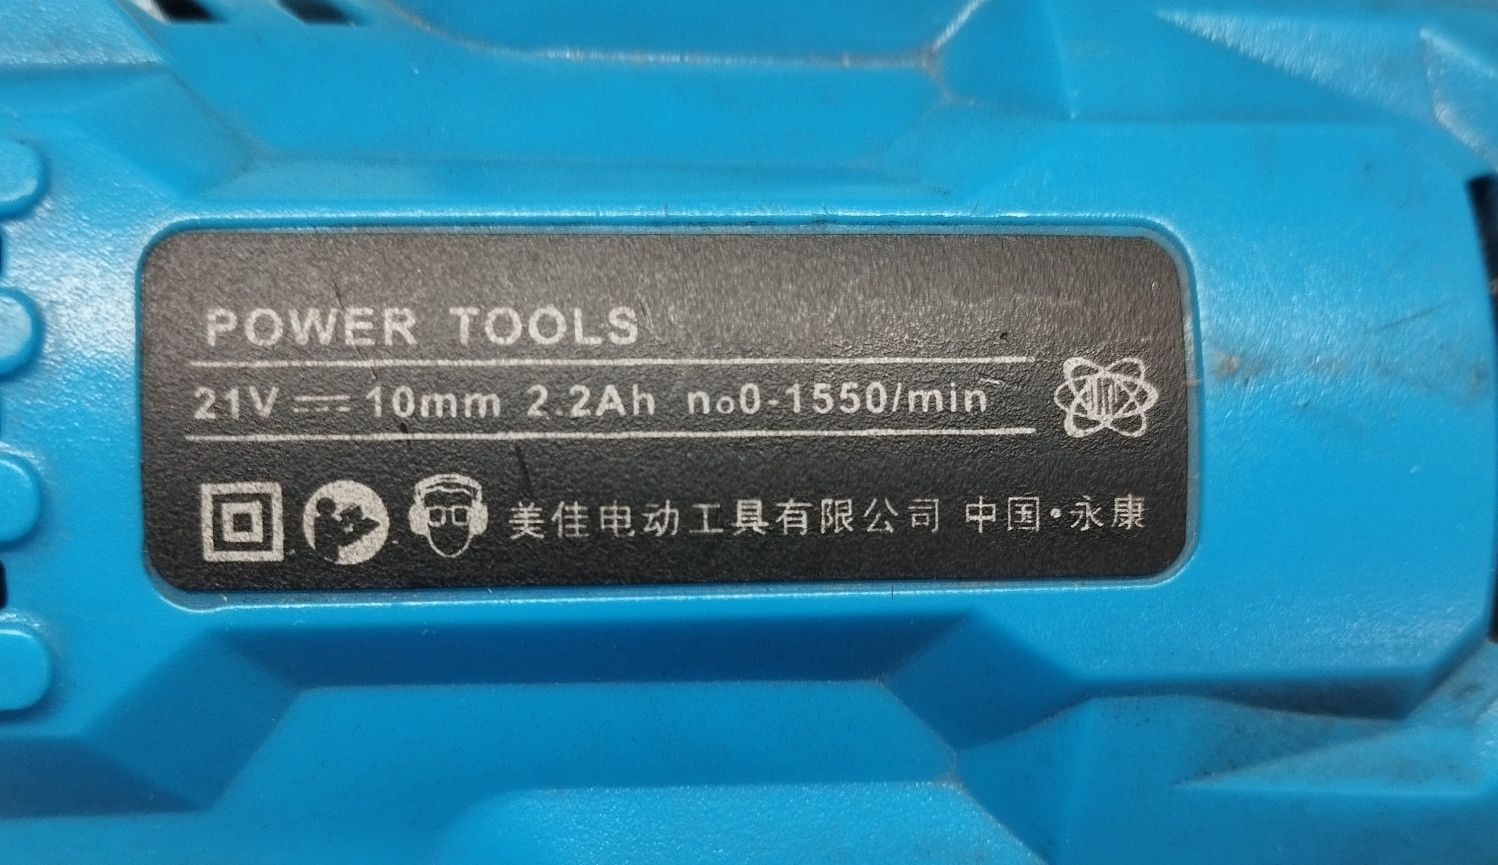 POWER TOOLS
21V ⎓ 10mm 2.2Ah n₀0-1550/min
美佳电动工具有限公司 中国·永康